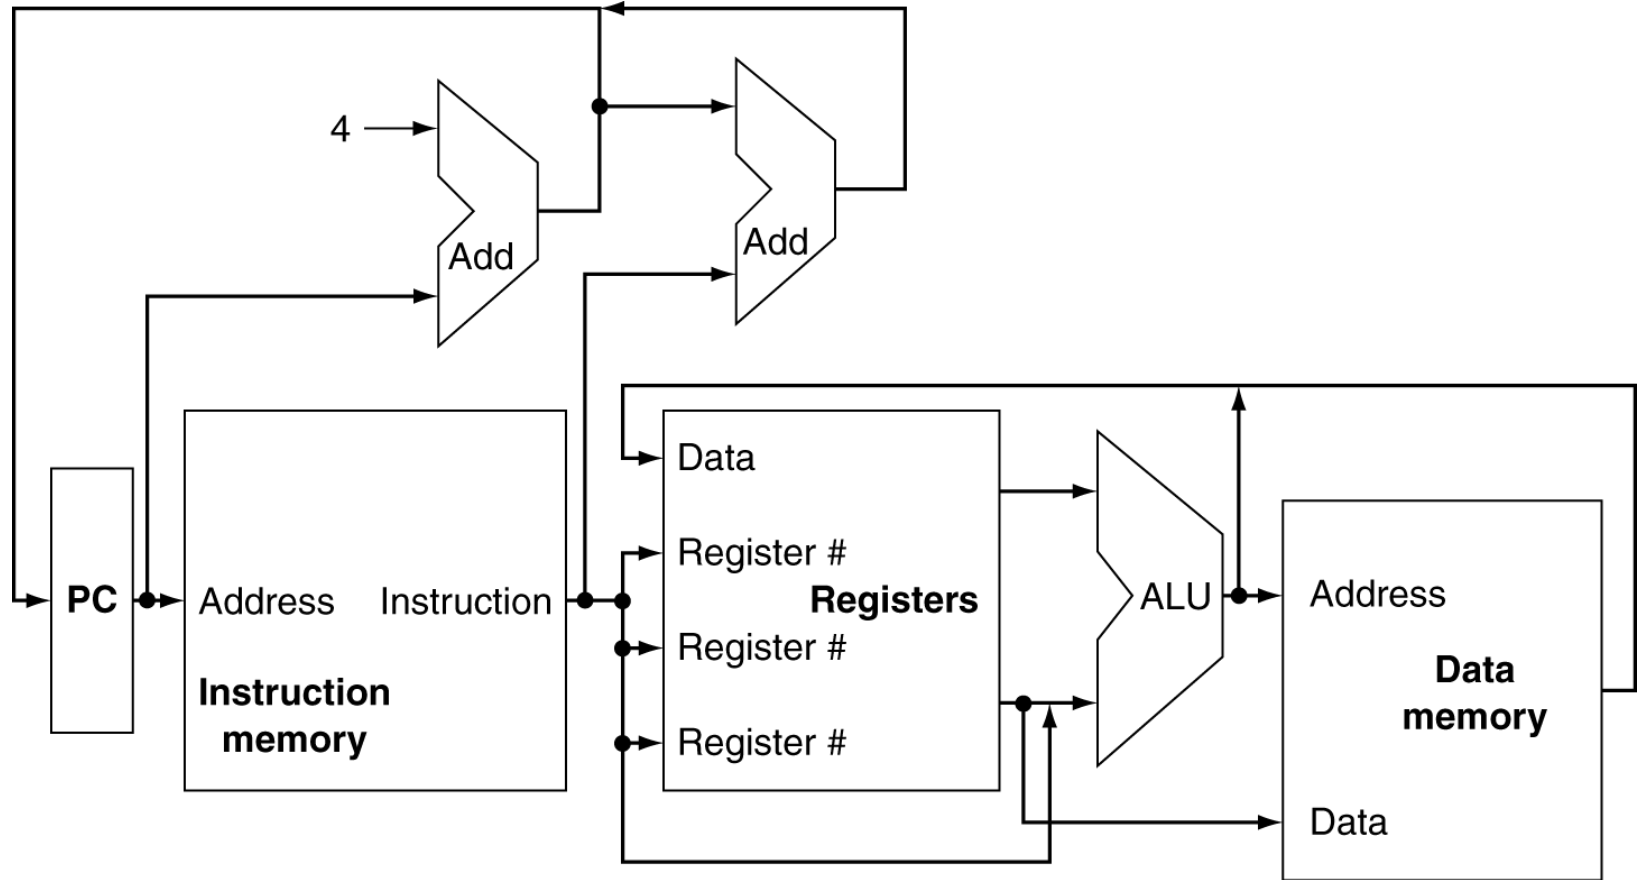 4
Add
Add
Data
Register #
PC
Address
Instruction
Registers
ALU
Address
Register #
Instruction
memory
Data
memory
Register #
Data